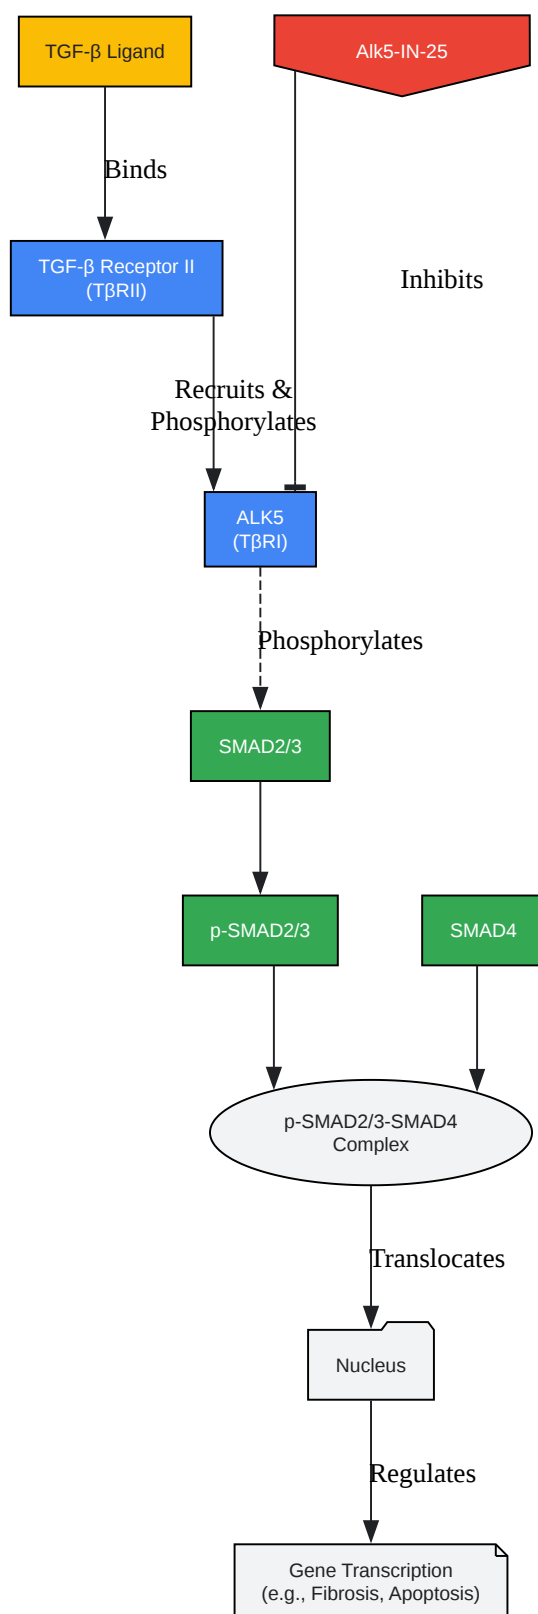 TGF-β Ligand
Alk5-IN-25
Binds
TGF-β Receptor II
(TβRII)
Inhibits
Recruits &
Phosphorylates
ALK5
(TβRI)
Phosphorylates
SMAD2/3
p-SMAD2/3
SMAD4
p-SMAD2/3-SMAD4
Complex
Translocates
Nucleus
Regulates
Gene Transcription
(e.g., Fibrosis, Apoptosis)